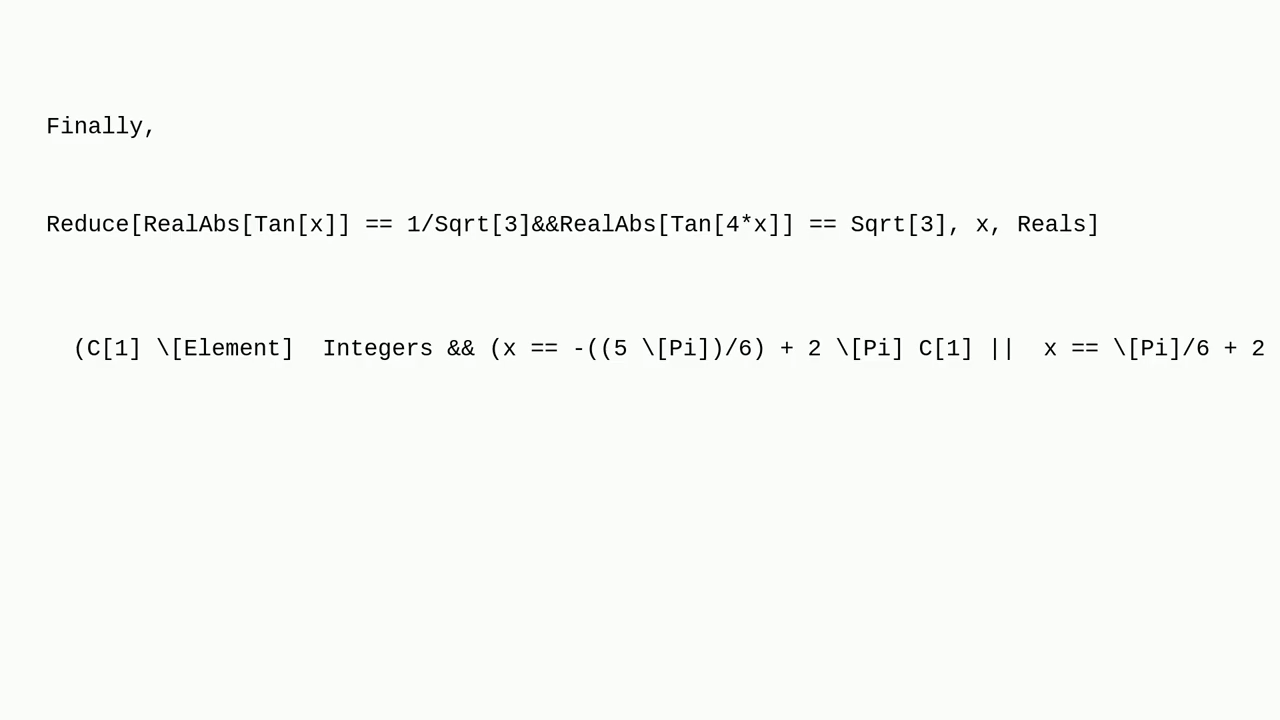 Finally,
Reduce[RealAbs[Tan[x]] == 1/Sqrt[3]&&RealAbs[Tan[4*x]] == Sqrt[3], x, Reals]
(C[1] \[Element]  Integers && (x == -((5 \[Pi])/6) + 2 \[Pi] C[1] ||  x == \[Pi]/6 + 2